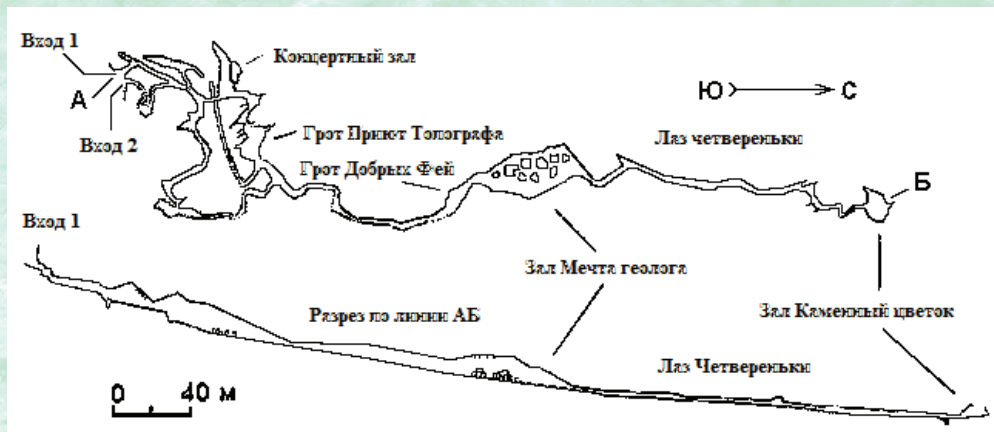 Вход 1
Концертный зал
А
Вход 2
Ю
С
Грот Приют Толографа
Лаз четвереньки
Грот Добрых Фей
Б
Вход 1
Зал Мечта геолога
Разрез по линии АБ
Зал Каменный цветок
Лаз Четвереньки
0 40 м